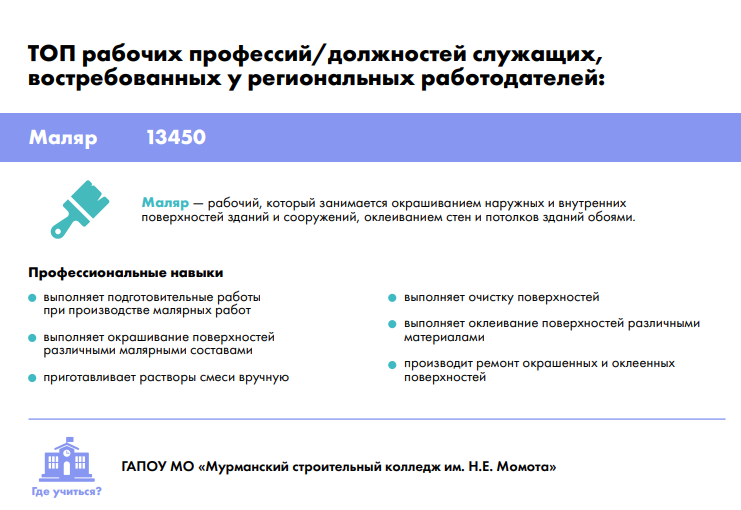 ТОП рабочих профессий/должностей служащих,
востребованных у региональных работодателей:
Маляр 13450
Маляр — рабочий, который занимается окрашиванием наружных и внутренних
поверхностей зданий и сооружений, оклеиванием стен и потолков зданий обоями.
Профессиональные навыки
выполняет подготовительные работы
при производстве малярных работ
выполняет окрашивание поверхностей
различными малярными составами
приготавливает растворы смеси вручную
выполняет очистку поверхностей
выполняет оклеивание поверхностей различными
материалами
производит ремонт окрашенных и оклеенных
поверхностей
ГАПОУ МО «Мурманский строительный колледж им. Н.Е. Момота»
Где учиться?